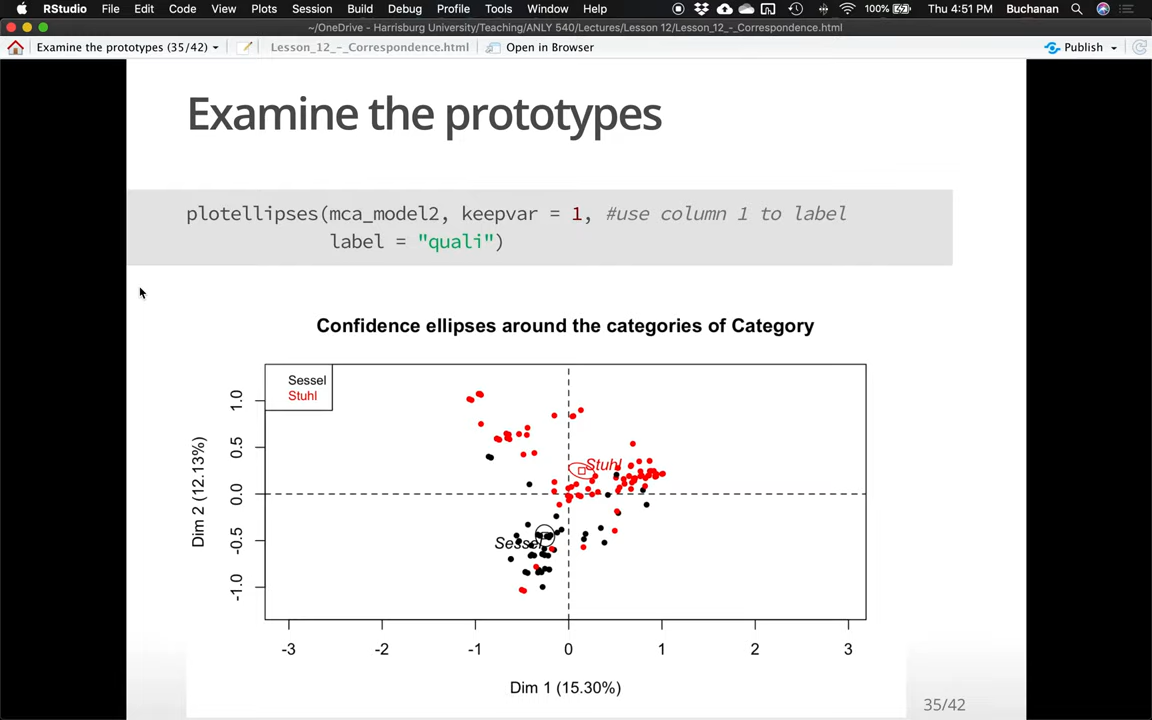 RStudio File Edit Code View Plots Session Build Debug Profile Tools Window Help 100% Thu 4:51 PM Buchanan
~/OneDrive - Harrisburg University/Teaching/ANLY 540/Lectures/Lesson 12/Lesson_12_-_Correspondence.html
Examine the prototypes (35/42) Lesson_12_-_Correspondence.html Open in Browser Publish
Examine the prototypes
plotellipses(mca_model2, keepvar = 1, #use column 1 to label
label = "quali")
Confidence ellipses around the categories of Category
Sessel
Stuhl
Stuhl
Sessel
Dim 2 (12.13%)
1.0
0.5
0.0
-0.5
-1.0
-3 -2 -1 0 1 2 3
Dim 1 (15.30%)
35/42